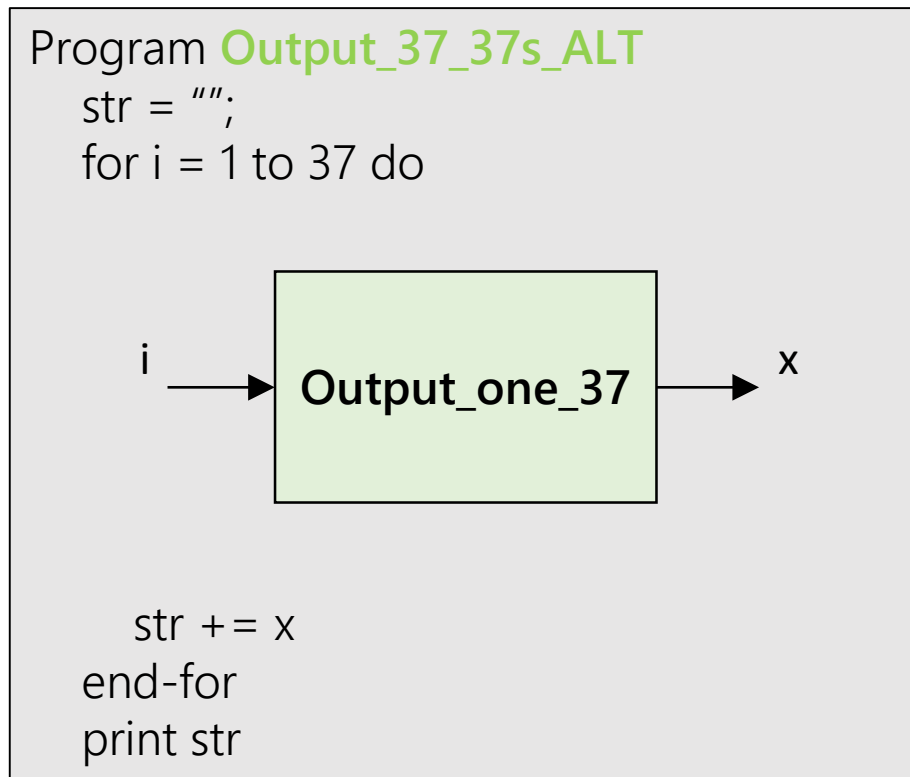 Program Output_37_37s_ALT
str = “”;
for i = 1 to 37 do
i
Output_one_37
x
str += x
end-for
print str